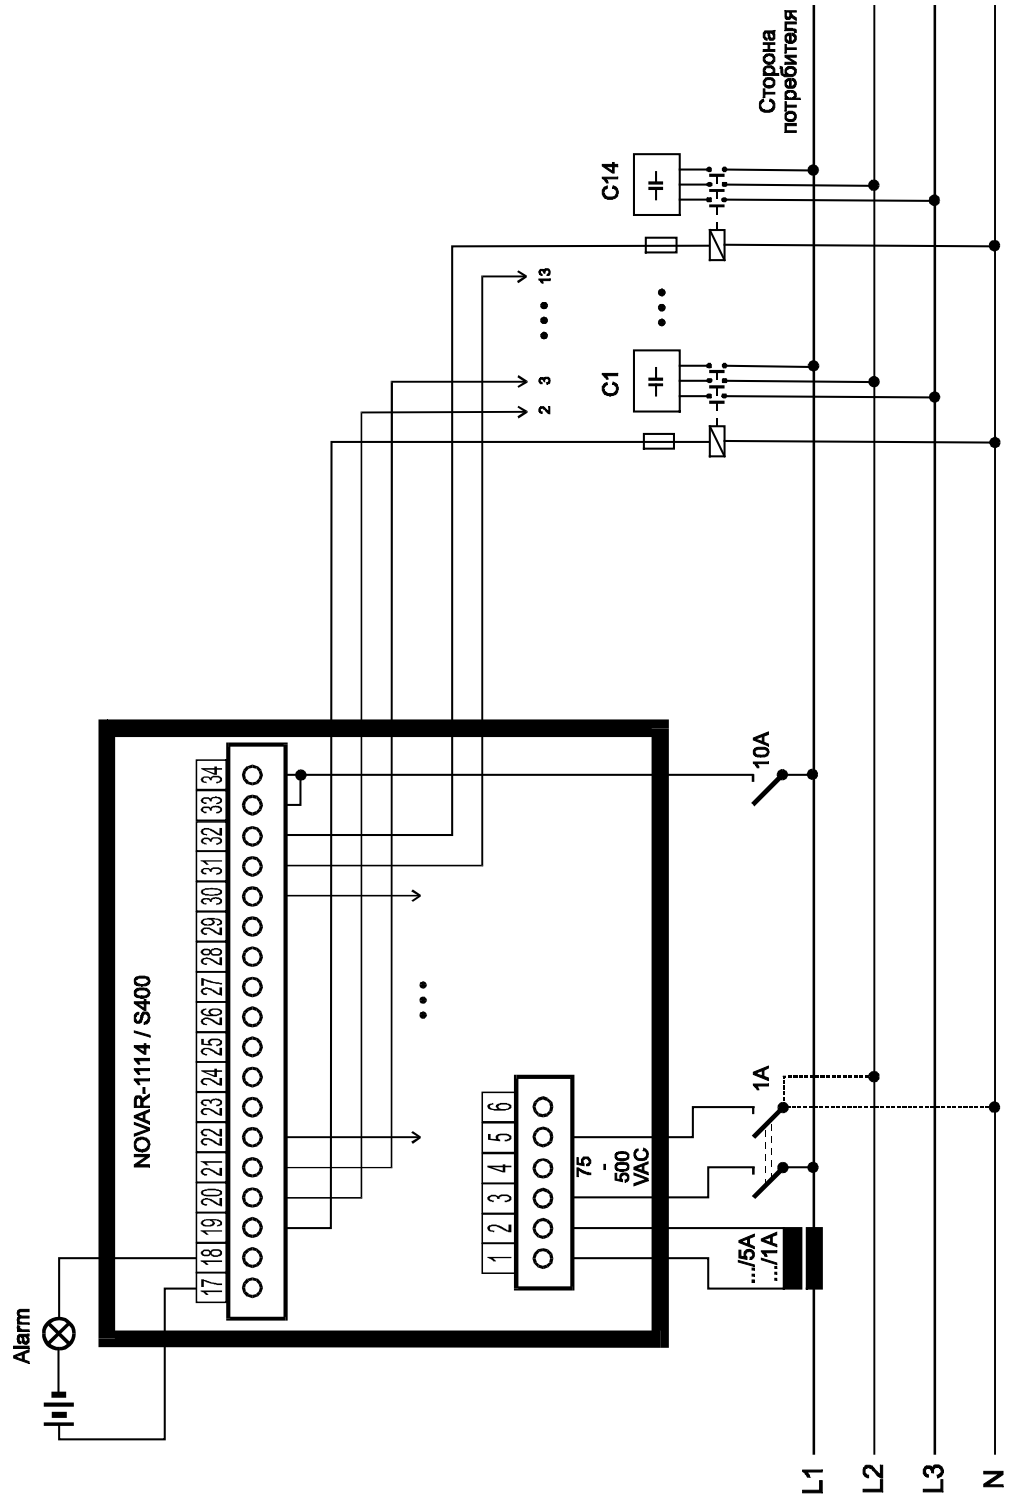 Alarm
NOVAR-1114 / S400
17 18 19 20 21 22 23 24 25 26 27 28 29 30 31 32 33 34
1 2 3 4 5 6
75
-
500
VAC
..../5A
..../1A
1A
10A
2
3
13
C1
C14
Сторона
потребителя
L1
L2
L3
N